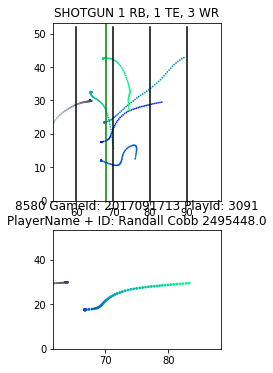 SHOTGUN 1 RB, 1 TE, 3 WR
50
40
30
20
10
0
60 70 80 90
8580 GameId: 2017091713 PlayId: 3091
PlayerName + ID: Randall Cobb 2495448.0
40
20
0
70 80